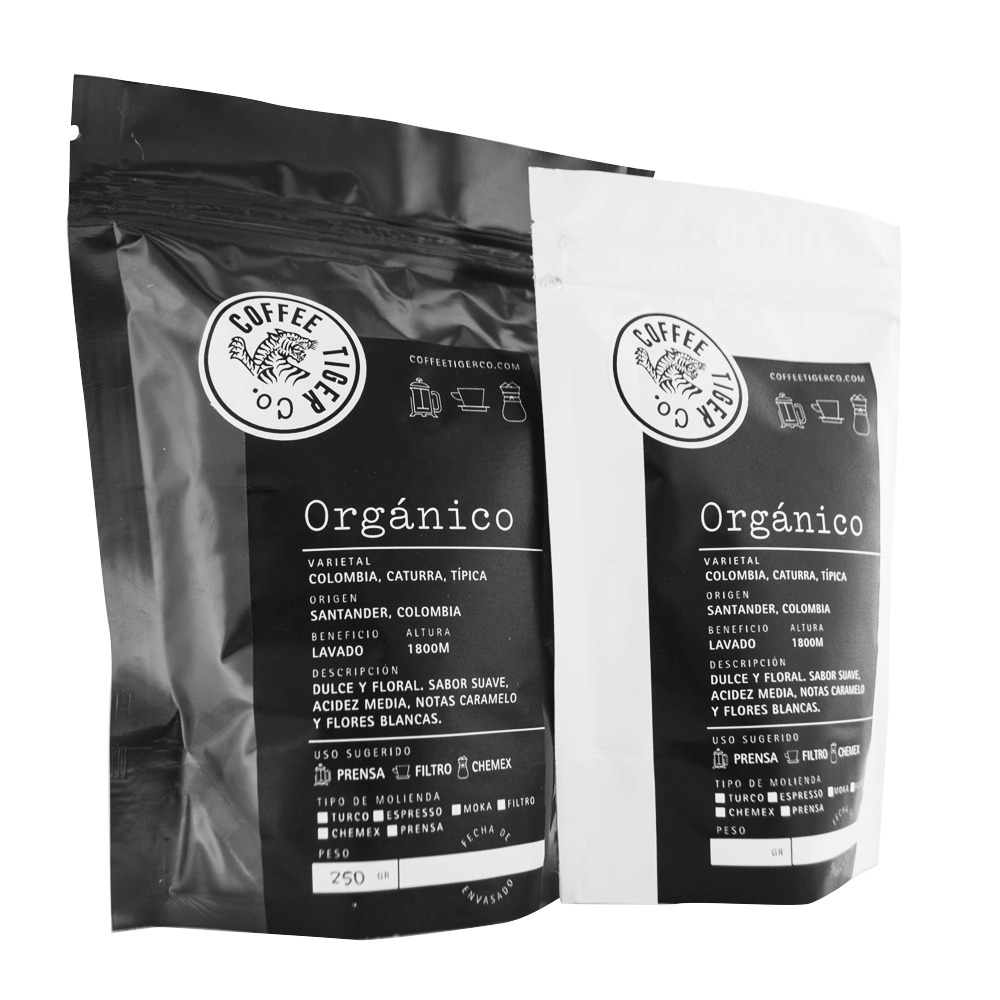 COFFEE TIGER Co.
COFFEETIGERCO.COM
Orgánico
VARIETAL
COLOMBIA, CATURRA, TÍPICA
ORIGEN
SANTANDER, COLOMBIA
BENEFICIO ALTURA
LAVADO 1800M
DESCRIPCIÓN
DULCE Y FLORAL. SABOR SUAVE,
ACIDEZ MEDIA, NOTAS CARAMELO
Y FLORES BLANCAS.
USO SUGERIDO
PRENSA FILTRO CHEMEX
TIPO DE MOLIENDA
TURCO ESPRESSO MOKA FILTRO
CHEMEX PRENSA
PESO
250 GR
FECHA DE
ENVASADO
COFFEE TIGER Co.
COFFEETIGERCO.COM
Orgánico
VARIETAL
COLOMBIA, CATURRA, TÍPICA
ORIGEN
SANTANDER, COLOMBIA
BENEFICIO ALTURA
LAVADO 1800M
DESCRIPCIÓN
DULCE Y FLORAL. SABOR SUAVE,
ACIDEZ MEDIA, NOTAS CARAMELO
Y FLORES BLANCAS.
USO SUGERIDO
PRENSA FILTRO CHEMEX
TIPO DE MOLIENDA
TURCO ESPRESSO MOKA
CHEMEX PRENSA
PESO
GR